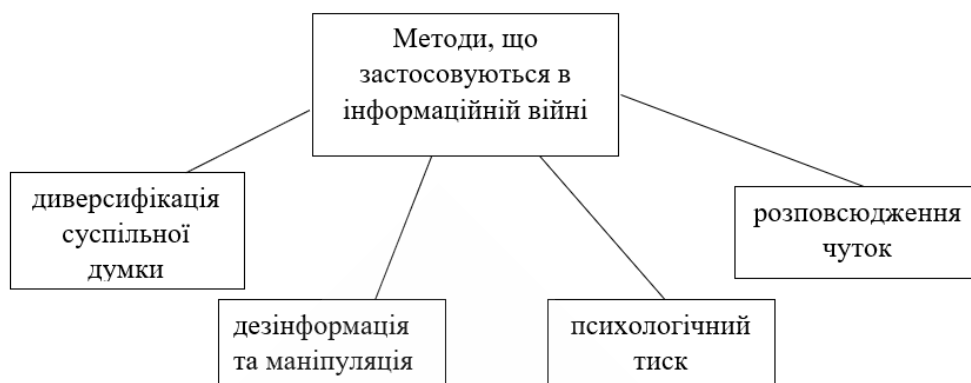 Методи, що
застосовуються в
інформаційній війні
диверсифікація
суспільної
думки
дезінформація
та маніпуляція
психологічний
тиск
розповсюдження
чуток